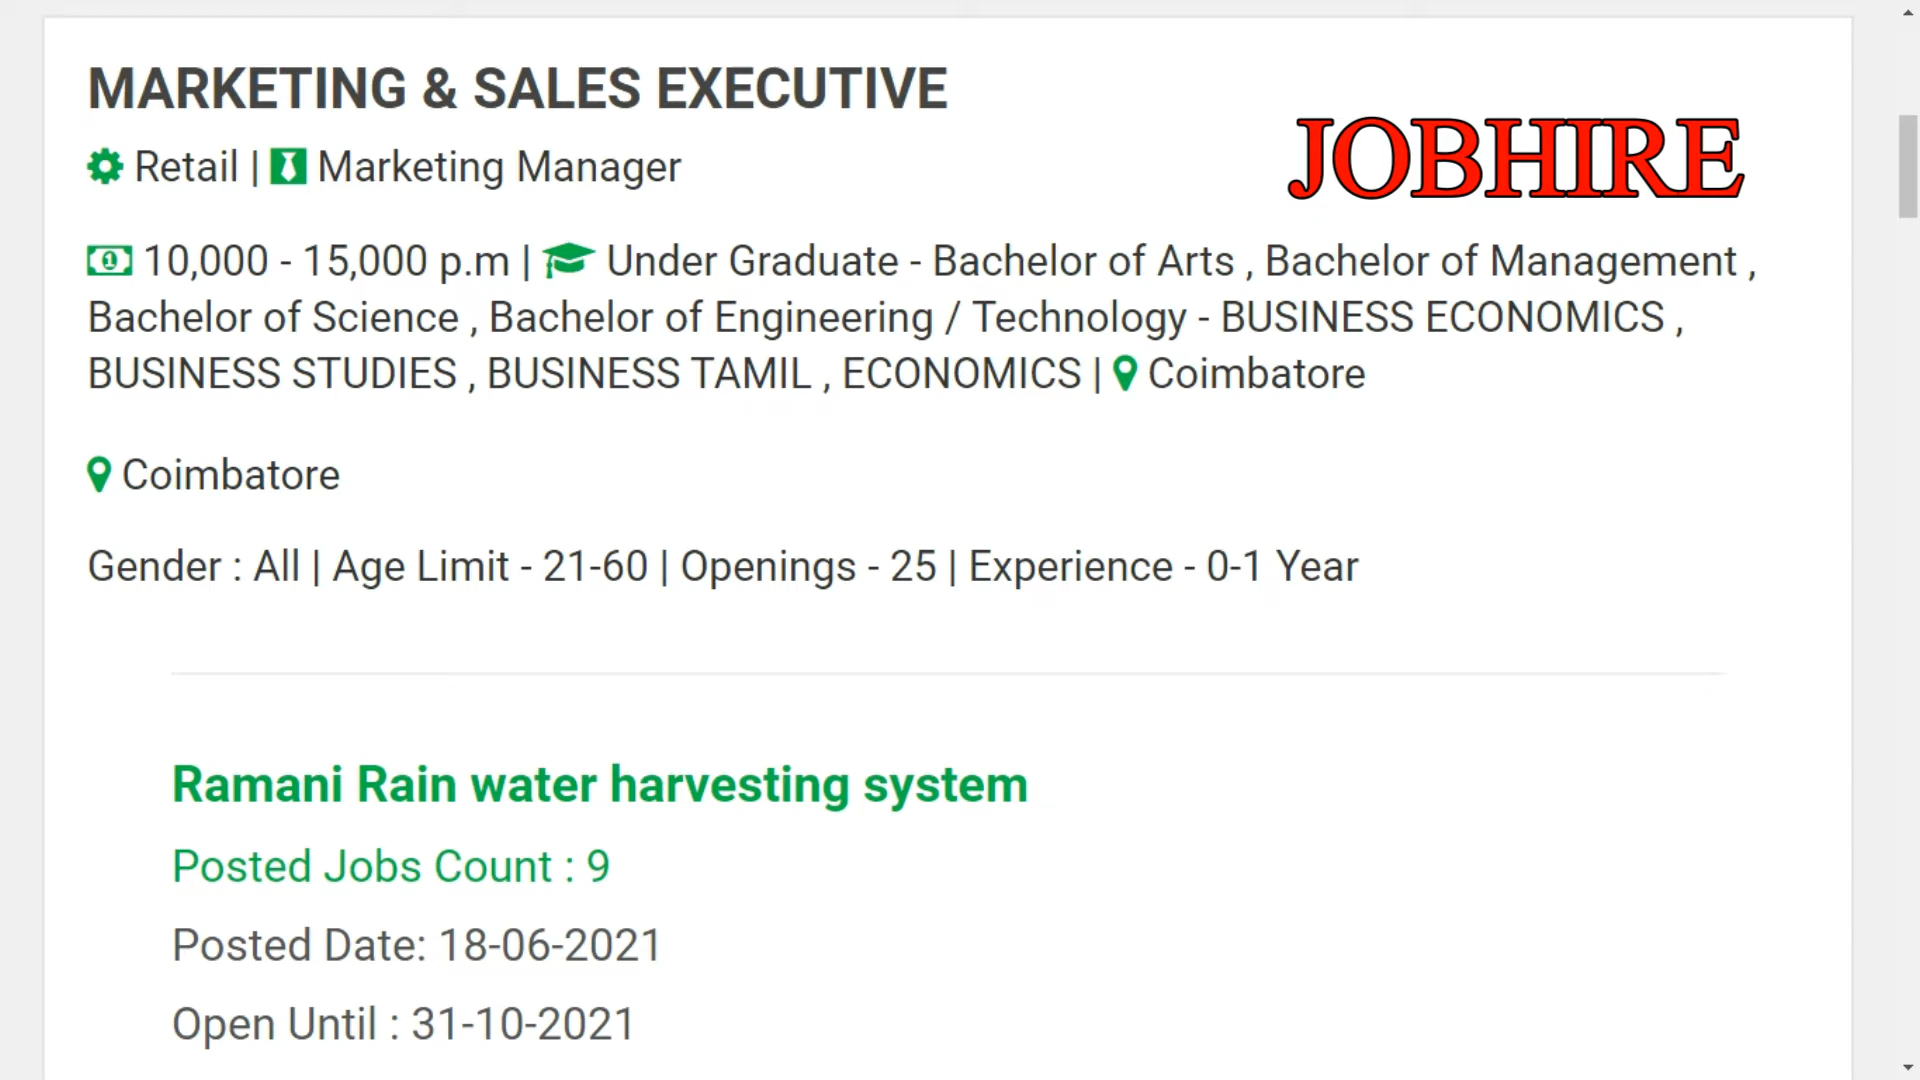 MARKETING & SALES EXECUTIVE
JOBHIRE
Retail | Marketing Manager
10,000 - 15,000 p.m | Under Graduate - Bachelor of Arts , Bachelor of Management ,
Bachelor of Science , Bachelor of Engineering / Technology - BUSINESS ECONOMICS ,
BUSINESS STUDIES , BUSINESS TAMIL , ECONOMICS | Coimbatore
Coimbatore
Gender : All | Age Limit - 21-60 | Openings - 25 | Experience - 0-1 Year
Ramani Rain water harvesting system
Posted Jobs Count : 9
Posted Date: 18-06-2021
Open Until : 31-10-2021